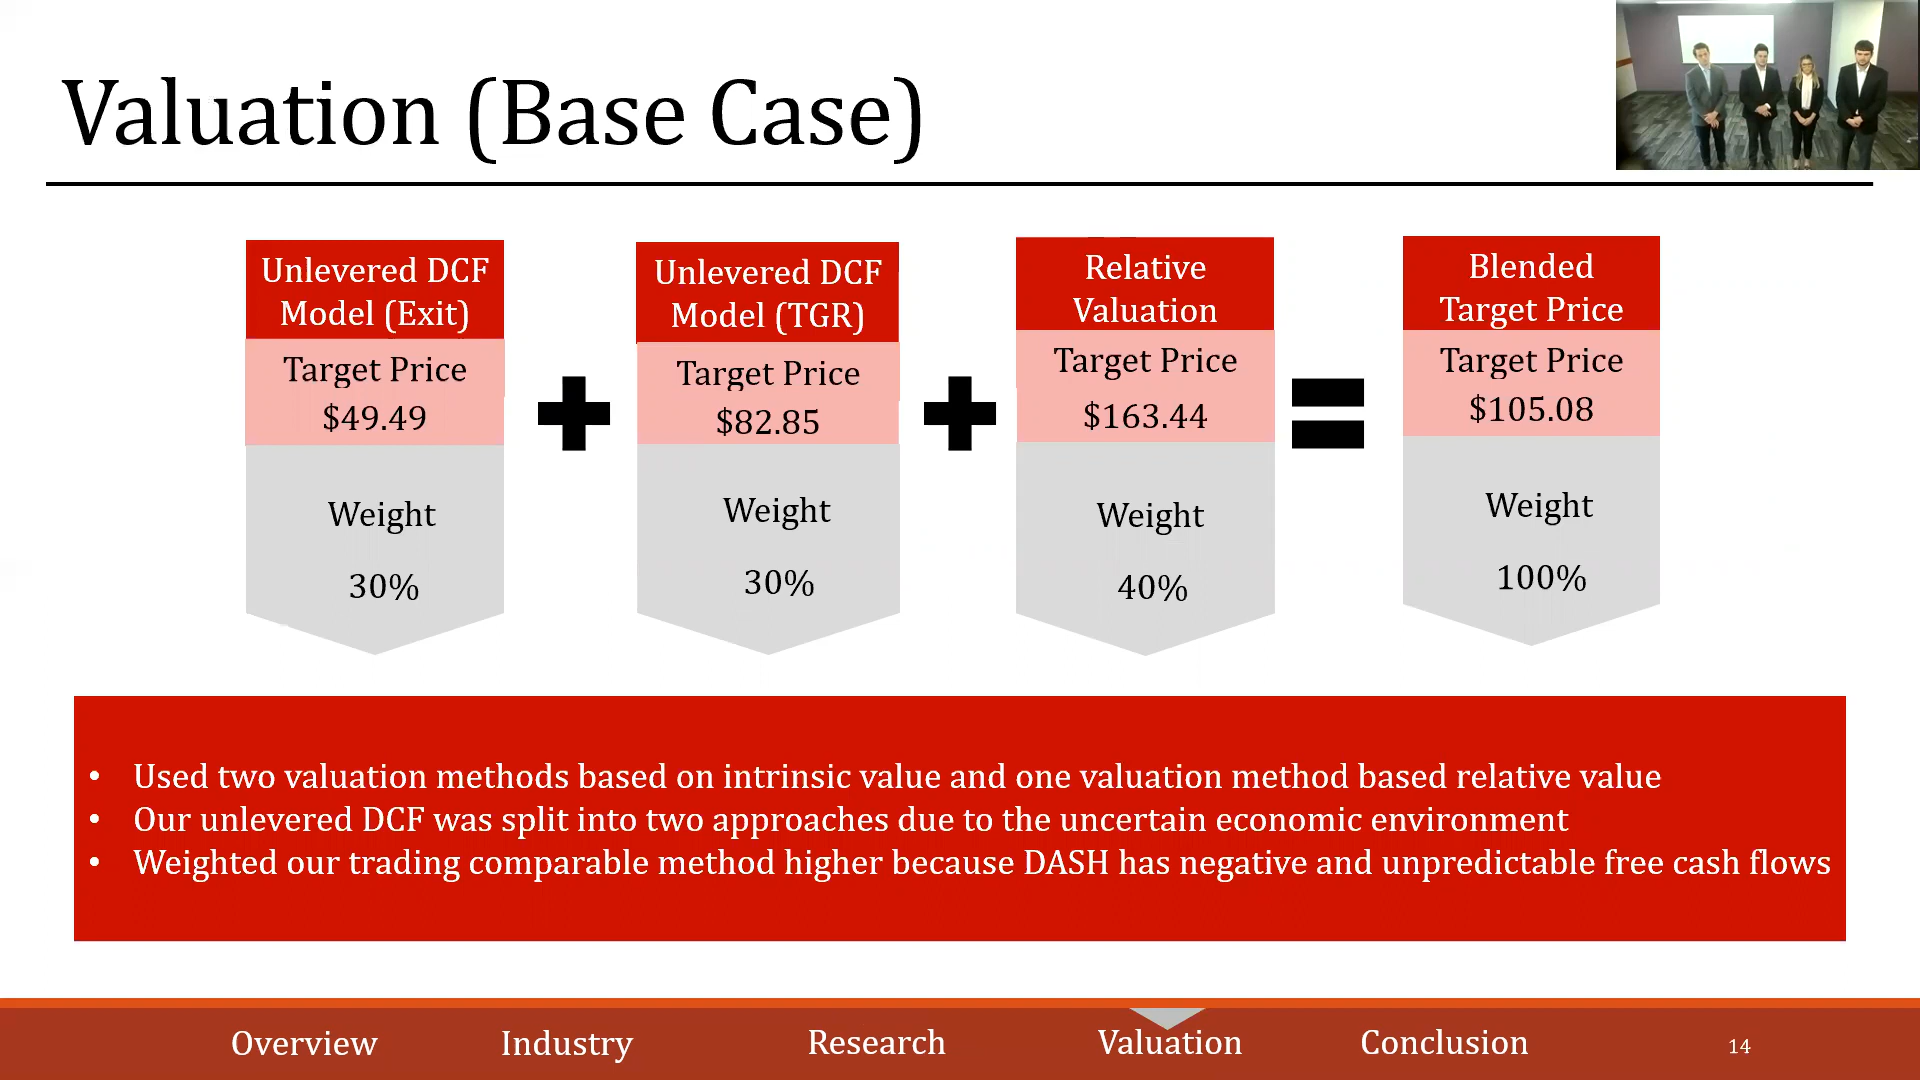 Valuation (Base Case)
Unlevered DCF
Model (Exit)
Target Price
$49.49
Weight
30%
Unlevered DCF
Model (TGR)
Target Price
$82.85
Weight
30%
Relative
Valuation
Target Price
$163.44
Weight
40%
Blended
Target Price
Target Price
$105.08
Weight
100%
• Used two valuation methods based on intrinsic value and one valuation method based relative value
• Our unlevered DCF was split into two approaches due to the uncertain economic environment
• Weighted our trading comparable method higher because DASH has negative and unpredictable free cash flows
Overview Industry Research Valuation Conclusion 14